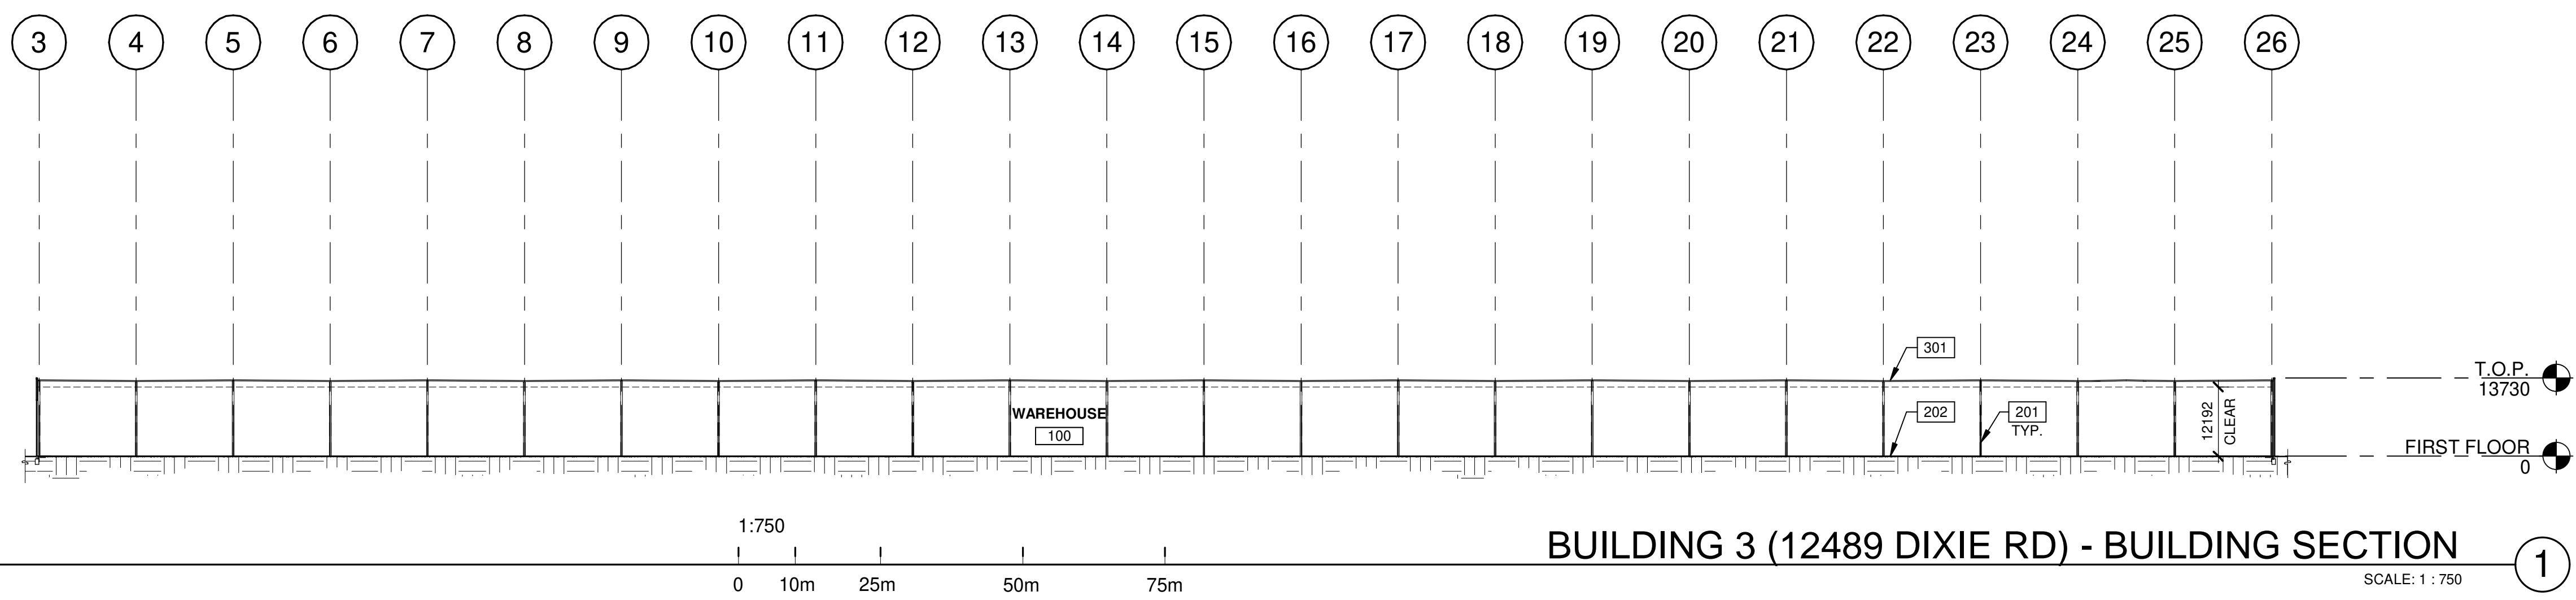 3 4 5 6 7 8 9 10 11 12 13 14 15 16 17 18 19 20 21 22 23 24 25 26
301
T.O.P.
13730
WAREHOUSE
100
202
201
TYP.
12192
CLEAR
FIRST FLOOR
0
1:750
0 10m 25m 50m 75m
BUILDING 3 (12489 DIXIE RD) - BUILDING SECTION
SCALE: 1 : 750
1